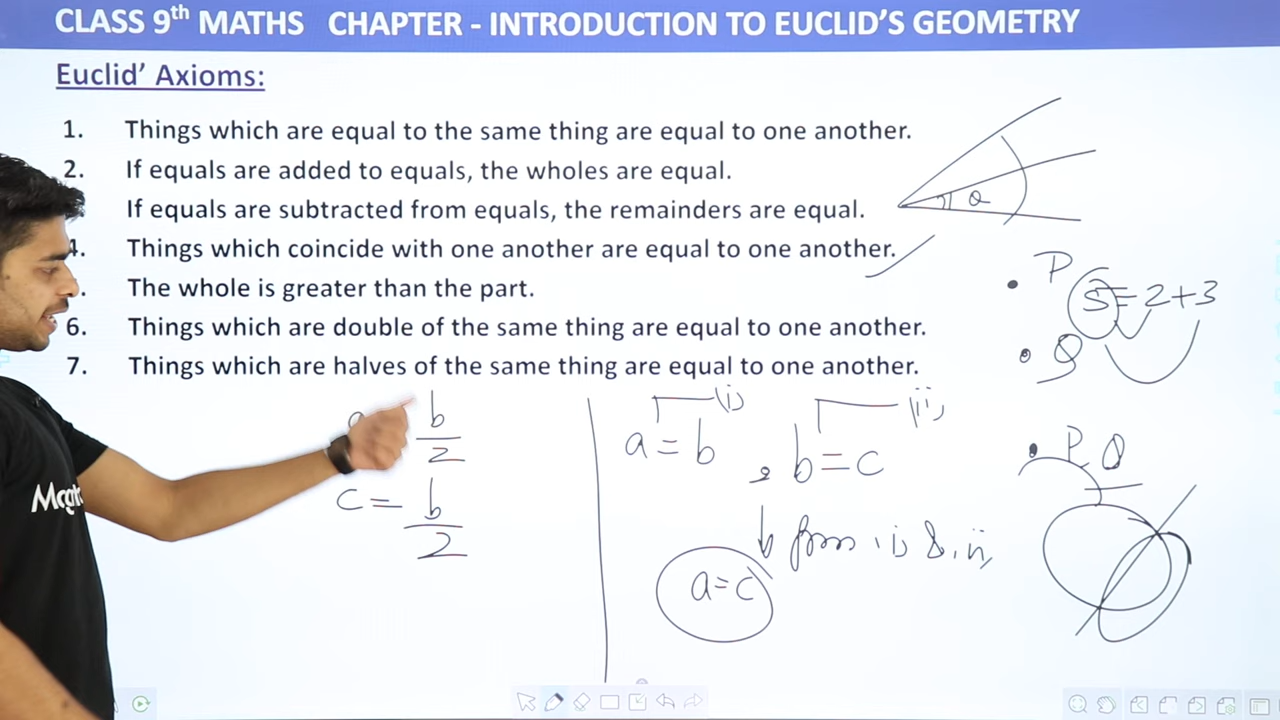 CLASS 9th MATHS CHAPTER - INTRODUCTION TO EUCLID'S GEOMETRY
Euclid' Axioms:
1. Things which are equal to the same thing are equal to one another.
2. If equals are added to equals, the wholes are equal.
If equals are subtracted from equals, the remainders are equal.
4. Things which coincide with one another are equal to one another.
The whole is greater than the part.
6. Things which are double of the same thing are equal to one another.
7. Things which are halves of the same thing are equal to one another.
P
5=2+3
Q
b
2
c = b
2
(i)
a = b
,
(ii)
b = c
from (i) & (ii)
a=c
P Q